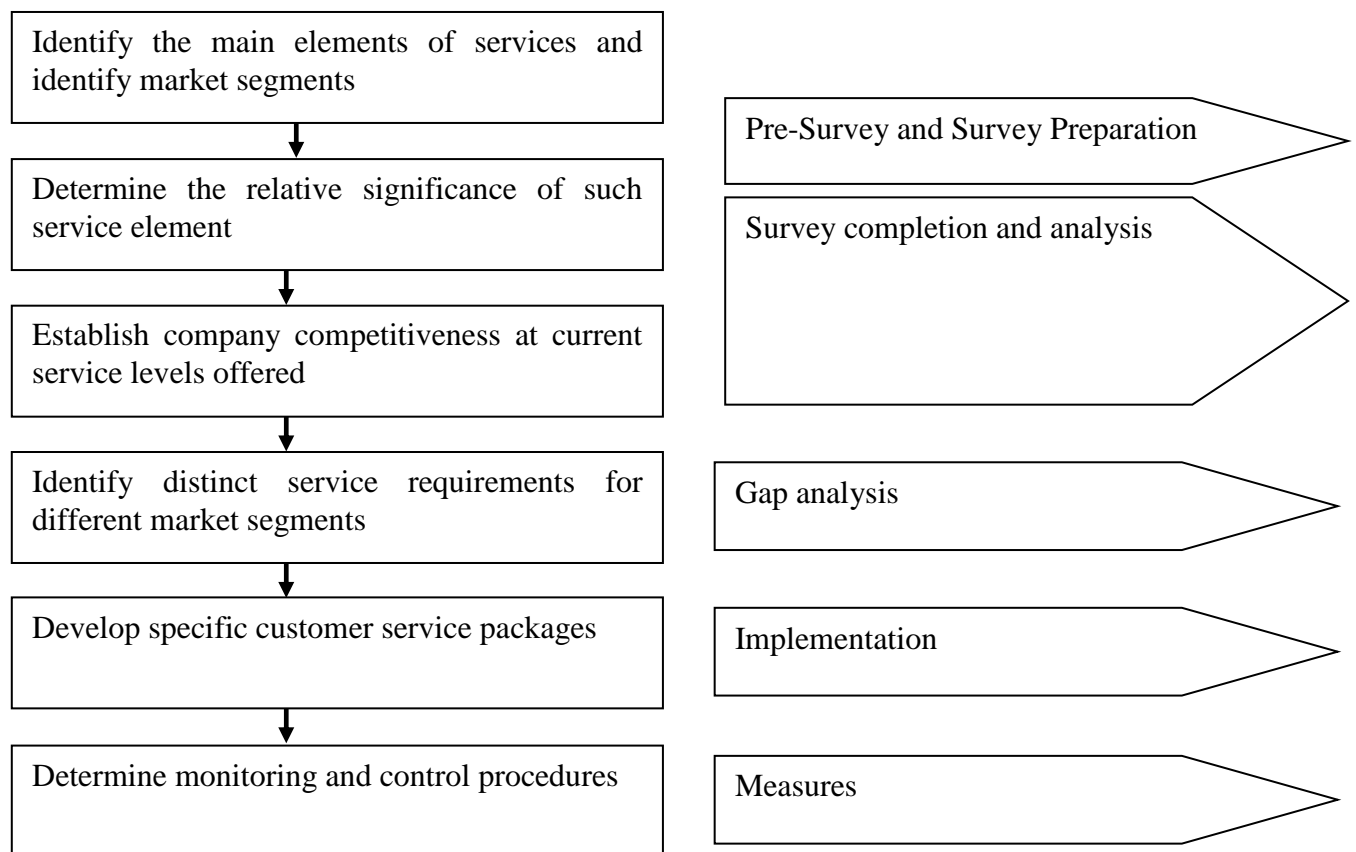 Identify the main elements of services and
identify market segments
Pre-Survey and Survey Preparation
Determine the relative significance of such
service element
Survey completion and analysis
Establish company competitiveness at current
service levels offered
Identify distinct service requirements for
different market segments
Gap analysis
Develop specific customer service packages
Implementation
Determine monitoring and control procedures
Measures